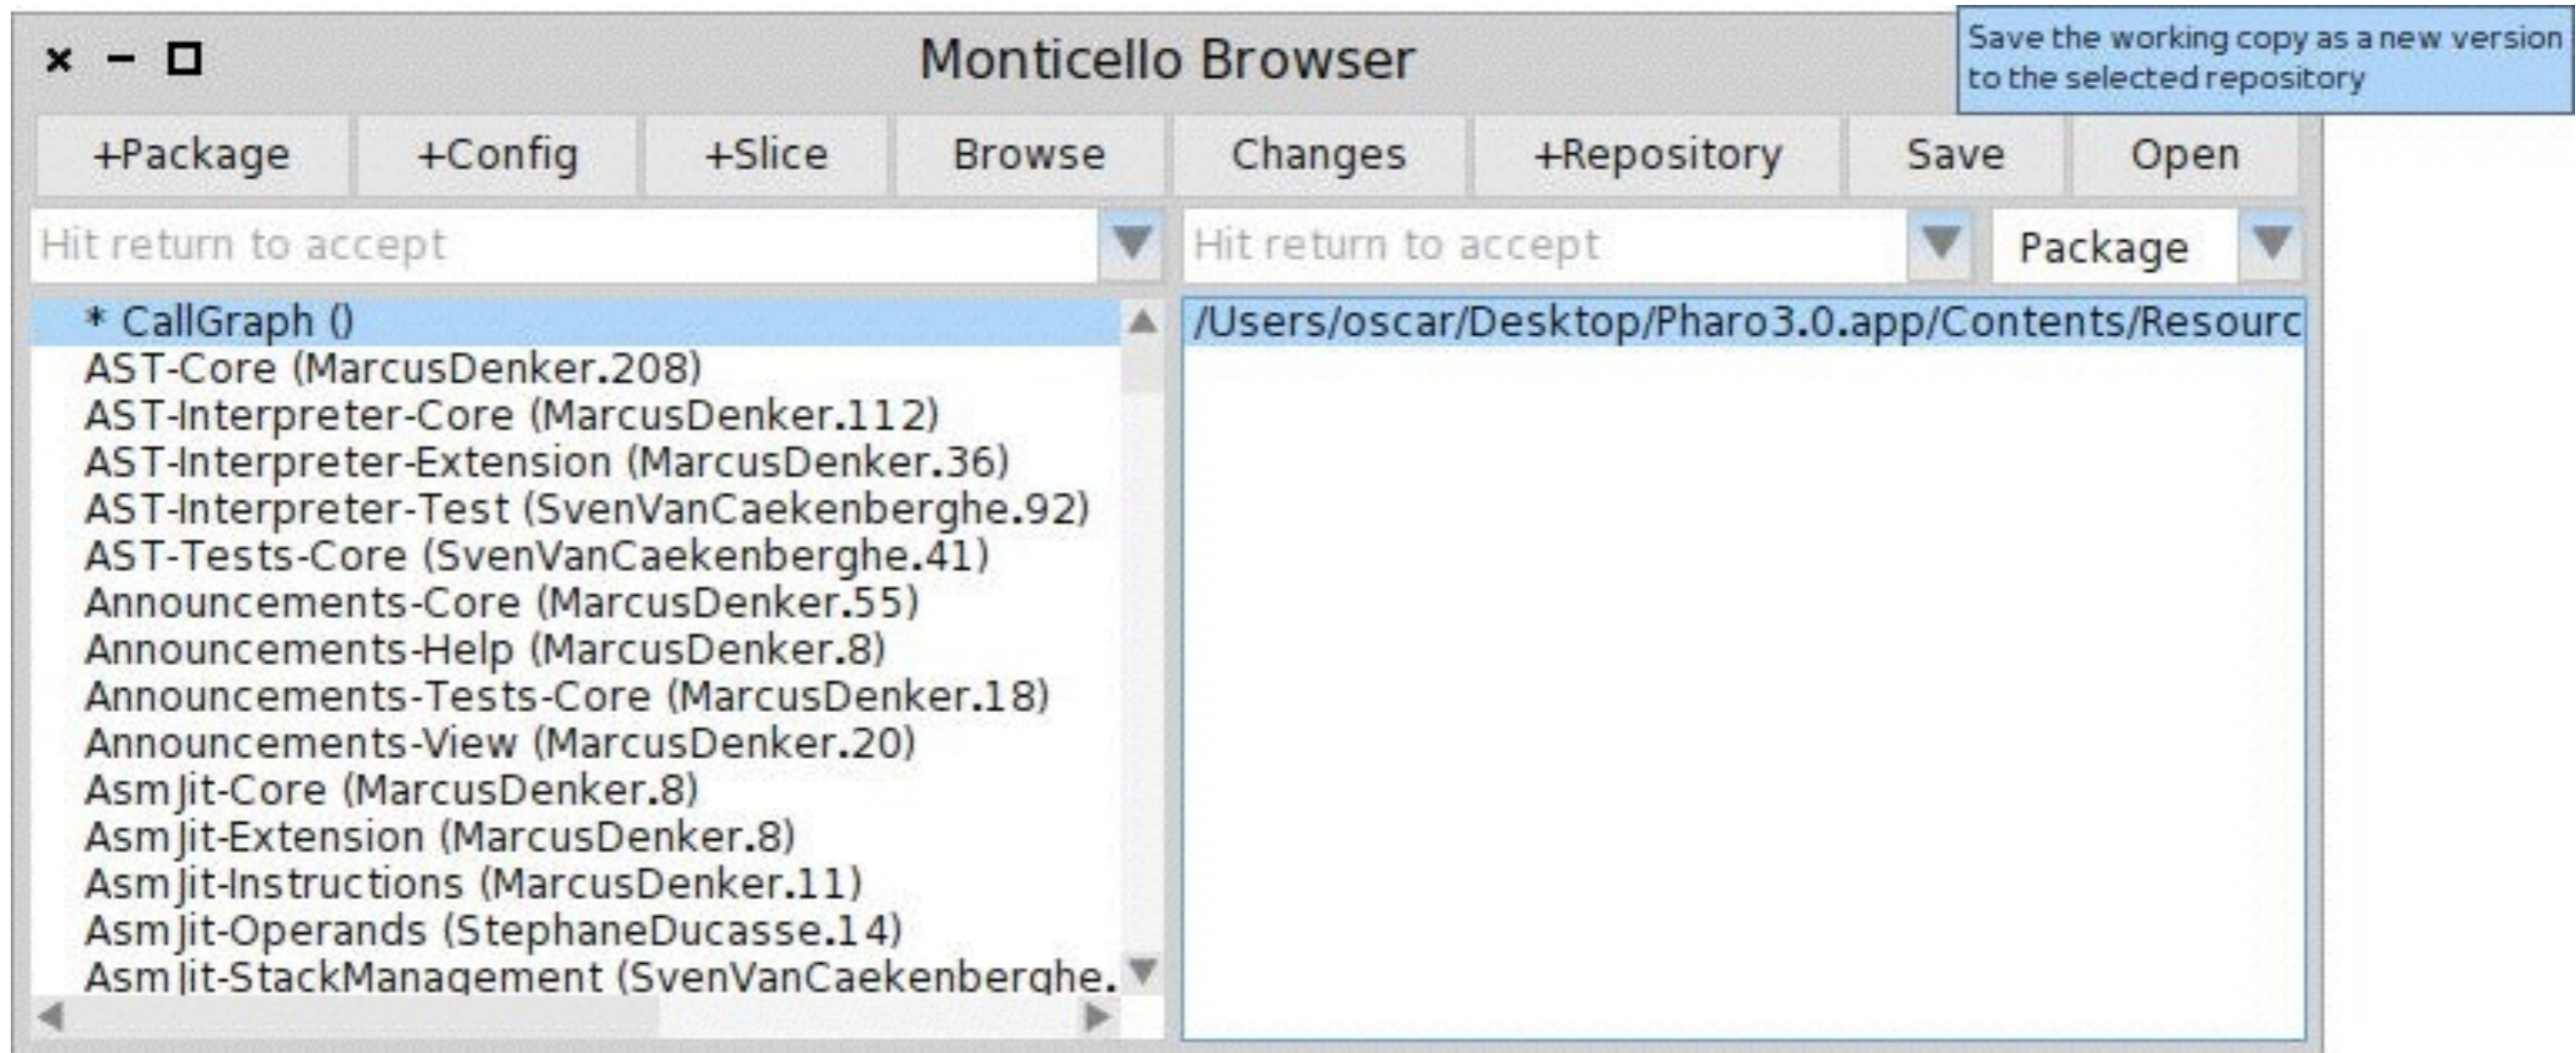 Monticello Browser
Save the working copy as a new version
to the selected repository
+Package +Config +Slice Browse Changes +Repository Save Open
Hit return to accept Hit return to accept Package
* CallGraph ()
/Users/oscar/Desktop/Pharo3.0.app/Contents/Resourc
AST-Core (MarcusDenker.208)
AST-Interpreter-Core (MarcusDenker.112)
AST-Interpreter-Extension (MarcusDenker.36)
AST-Interpreter-Test (SvenVanCaekenberghe.92)
AST-Tests-Core (SvenVanCaekenberghe.41)
Announcements-Core (MarcusDenker.55)
Announcements-Help (MarcusDenker.8)
Announcements-Tests-Core (MarcusDenker.18)
Announcements-View (MarcusDenker.20)
AsmJit-Core (MarcusDenker.8)
AsmJit-Extension (MarcusDenker.8)
AsmJit-Instructions (MarcusDenker.11)
AsmJit-Operands (StephaneDucasse.14)
AsmJit-StackManagement (SvenVanCaekenberghe.